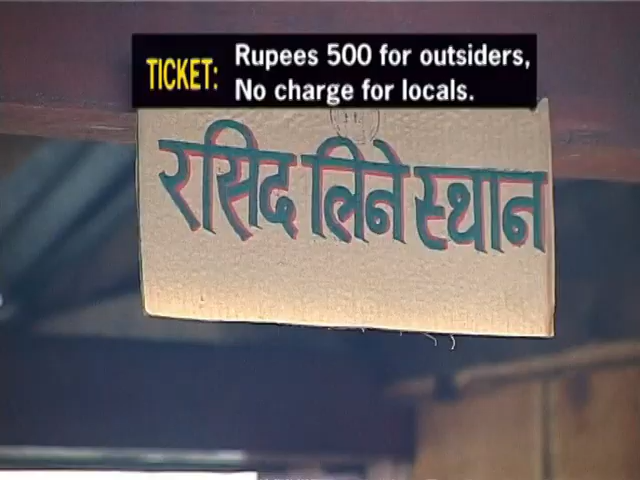 TICKET: Rupees 500 for outsiders,
No charge for locals.
रसिद लिने स्थान